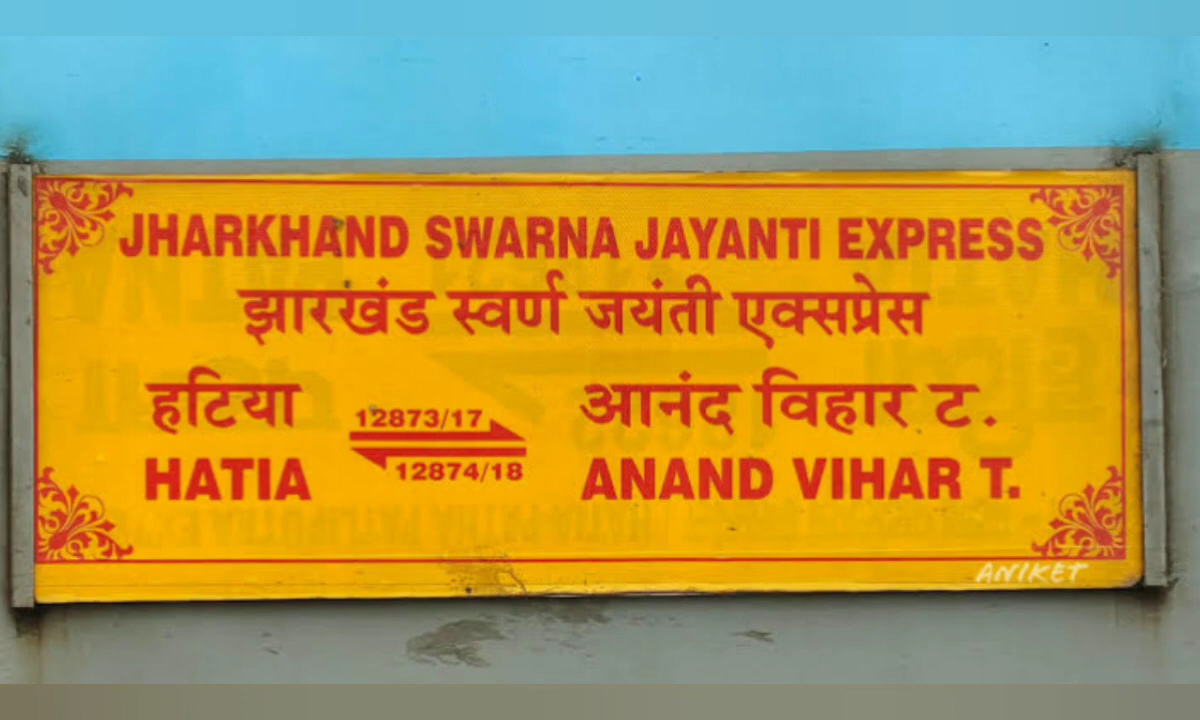 JHARKHAND SWARNA JAYANTI EXPRESS
झारखंड स्वर्ण जयंती एक्सप्रेस
हटिया 12873/17 आनंद विहार ट.
HATIA 12874/18 ANAND VIHAR T.
ANIKET